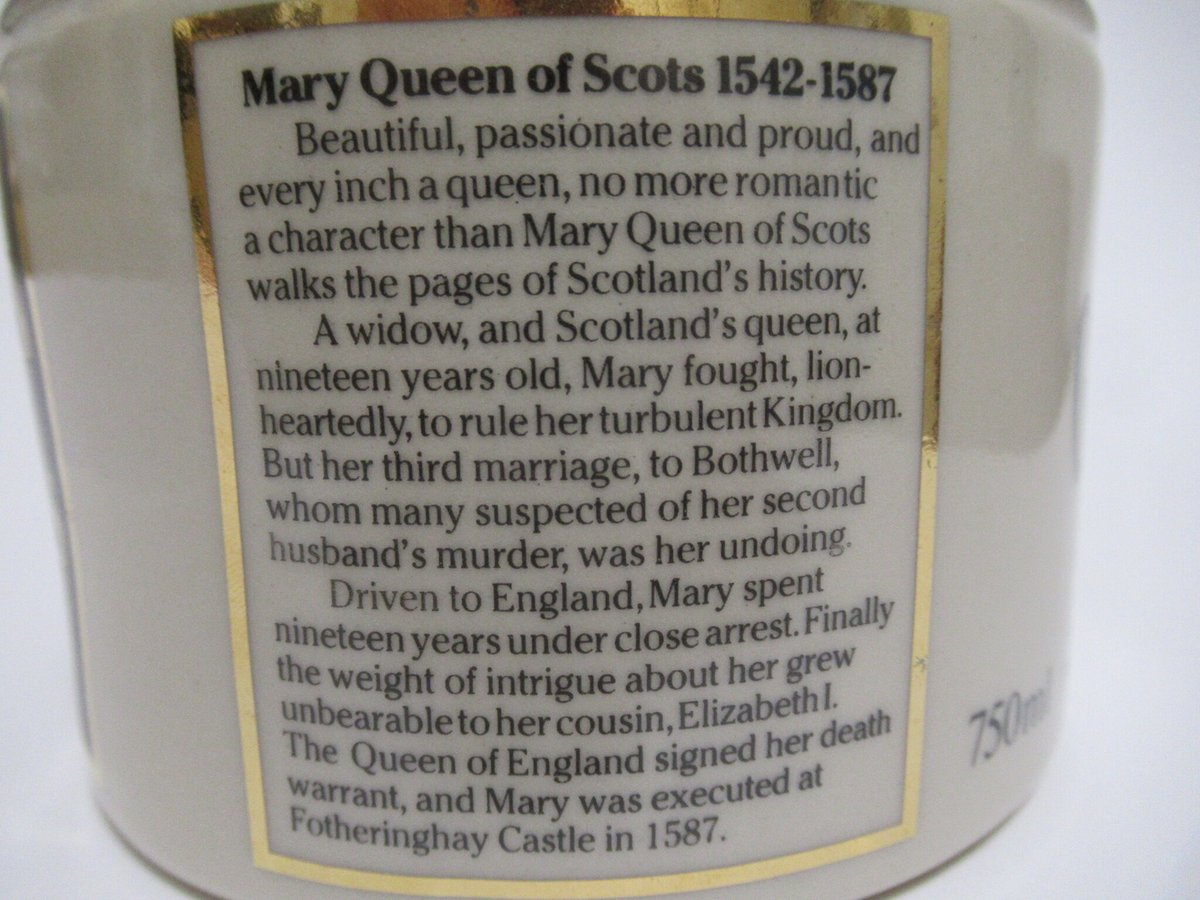 Mary Queen of Scots 1542-1587
Beautiful, passionate and proud, and
every inch a queen, no more romantic
a character than Mary Queen of Scots
walks the pages of Scotland's history.
A widow, and Scotland's queen, at
nineteen years old, Mary fought, lion-
heartedly, to rule her turbulent Kingdom.
But her third marriage, to Bothwell,
whom many suspected of her second
husband's murder, was her undoing.
Driven to England, Mary spent
nineteen years under close arrest. Finally
the weight of intrigue about her grew
unbearable to her cousin, Elizabeth I.
The Queen of England signed her death
warrant, and Mary was executed at
Fotheringhay Castle in 1587.
750ml